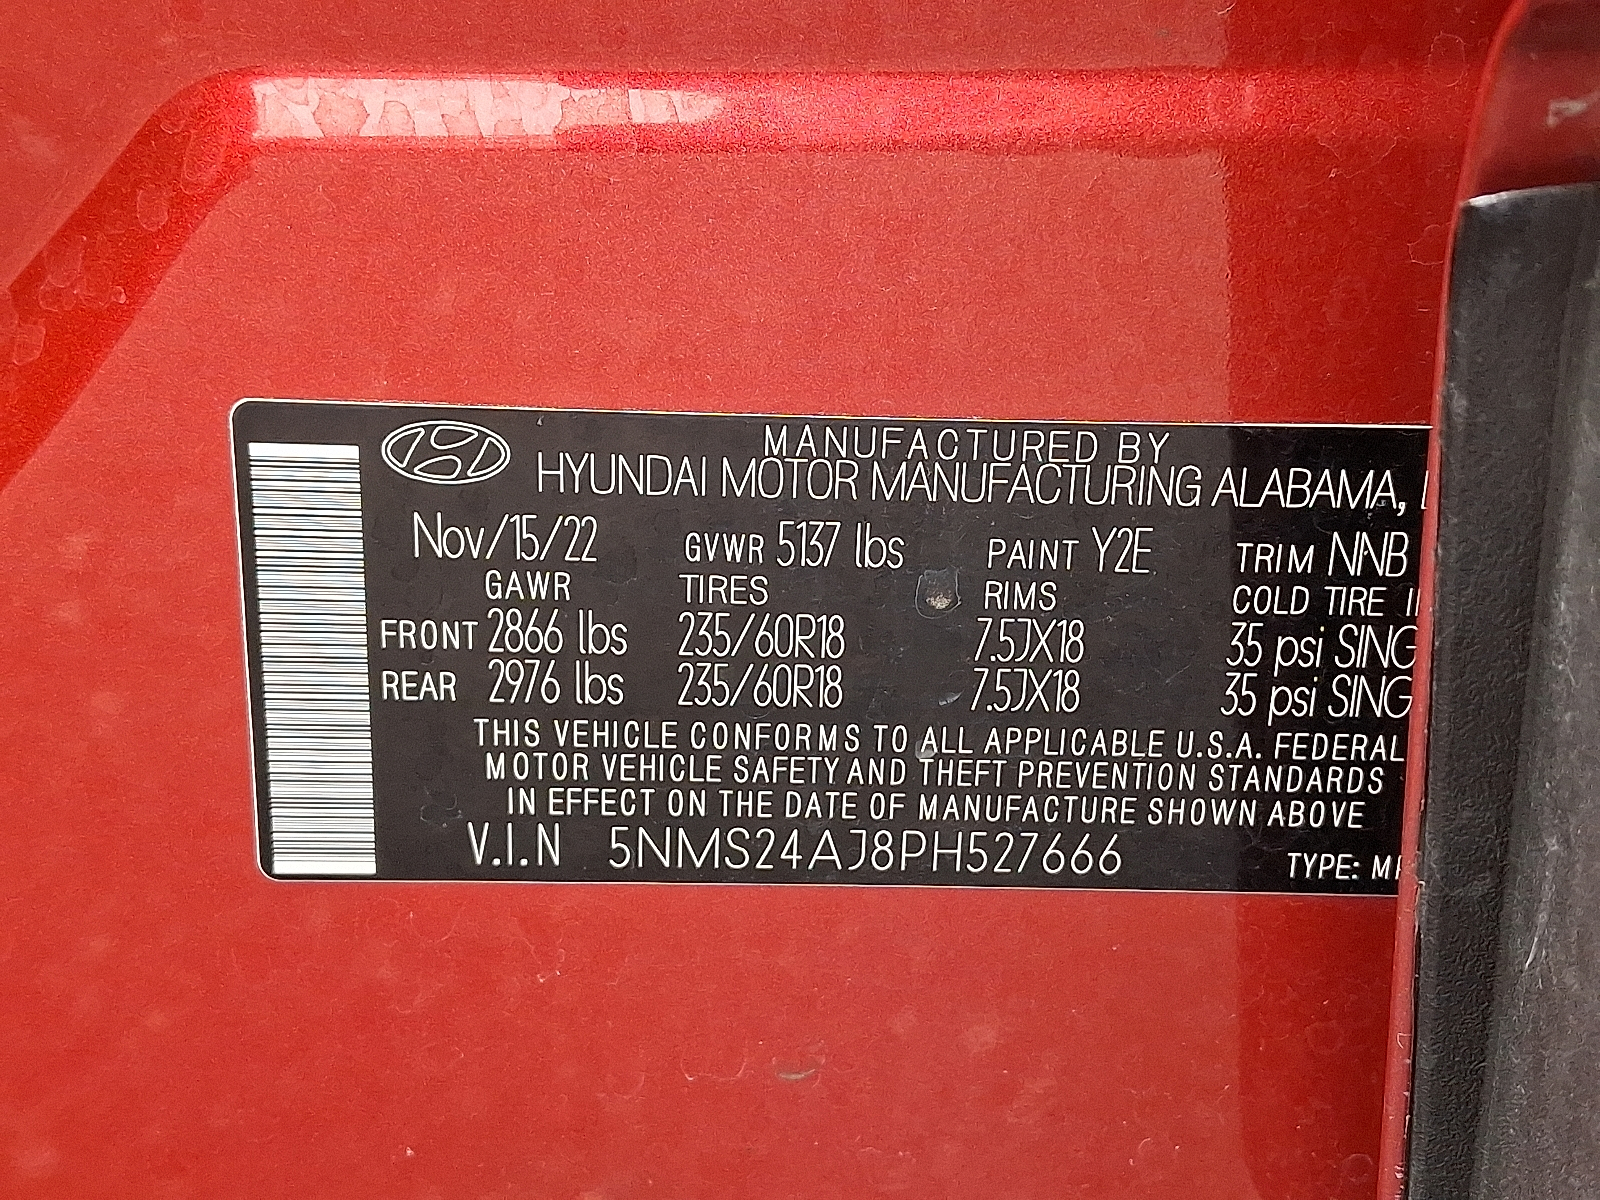 MANUFACTURED BY
HYUNDAI MOTOR MANUFACTURING ALABAMA,
Nov/15/22 GVWR 5137 lbs PAINT Y2E TRIM NNB
GAWR TIRES RIMS COLD TIRE
FRONT 2866 lbs 235/60R18 7.5JX18 35 psi SING
REAR 2976 lbs 235/60R18 7.5JX18 35 psi SING
THIS VEHICLE CONFORMS TO ALL APPLICABLE U.S.A. FEDERAL
MOTOR VEHICLE SAFETY AND THEFT PREVENTION STANDARDS
IN EFFECT ON THE DATE OF MANUFACTURE SHOWN ABOVE
V.I.N 5NMS24AJ8PH527666 TYPE: